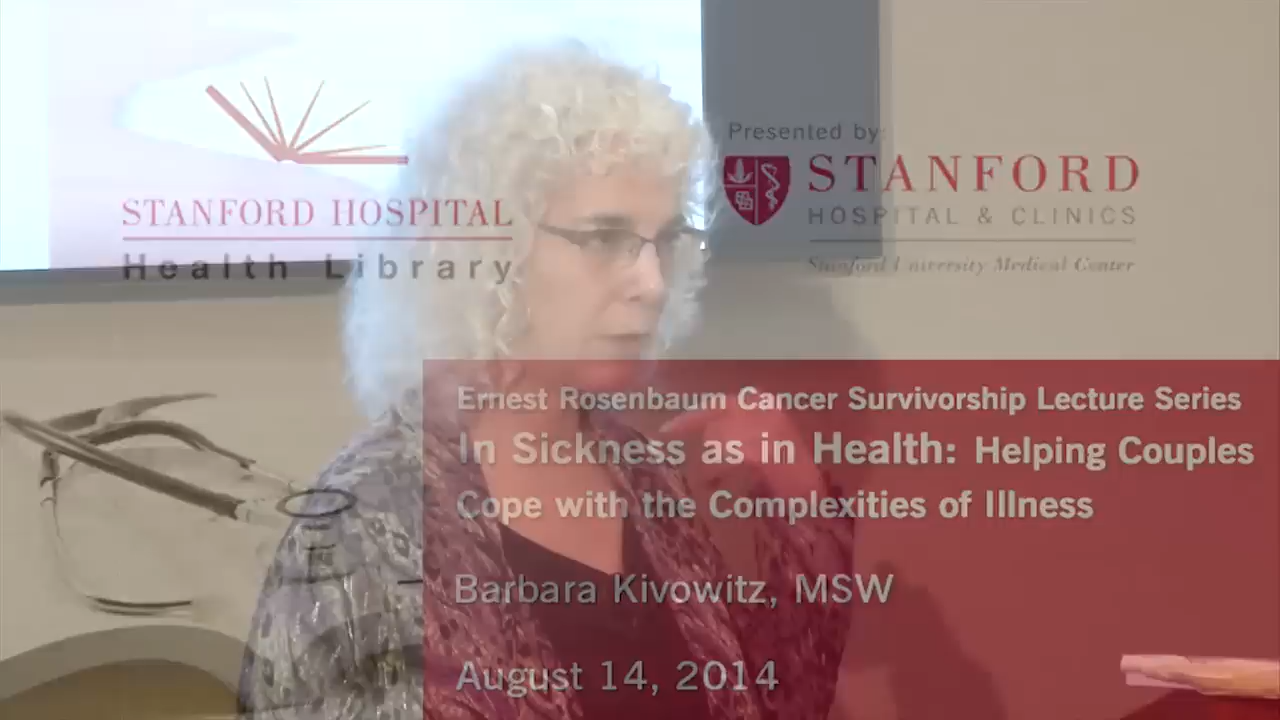 STANFORD HOSPITAL
Health Library
Presented by:
STANFORD
HOSPITAL & CLINICS
Stanford University Medical Center
Ernest Rosenbaum Cancer Survivorship Lecture Series
In Sickness as in Health: Helping Couples
Cope with the Complexities of Illness
Barbara Kivowitz, MSW
August 14, 2014